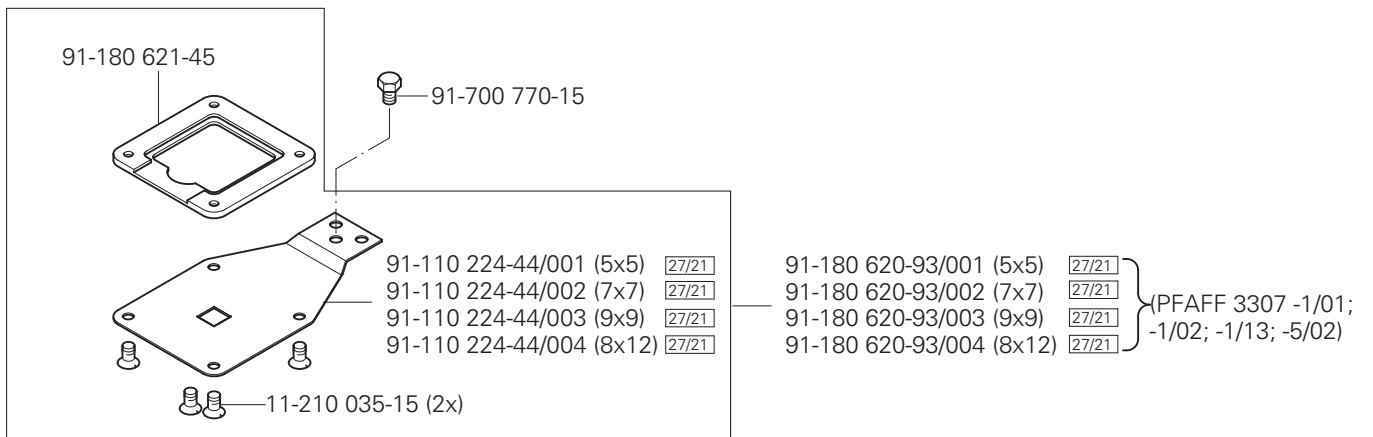 91-180 621-45
91-700 770-15
91-110 224-44/001 (5x5) 27/21
91-110 224-44/002 (7x7) 27/21
91-110 224-44/003 (9x9) 27/21
91-110 224-44/004 (8x12) 27/21
91-180 620-93/001 (5x5) 27/21
91-180 620-93/002 (7x7) 27/21
91-180 620-93/003 (9x9) 27/21
91-180 620-93/004 (8x12) 27/21
(PFAFF 3307 -1/01;
-1/02; -1/13; -5/02)
11-210 035-15 (2x)